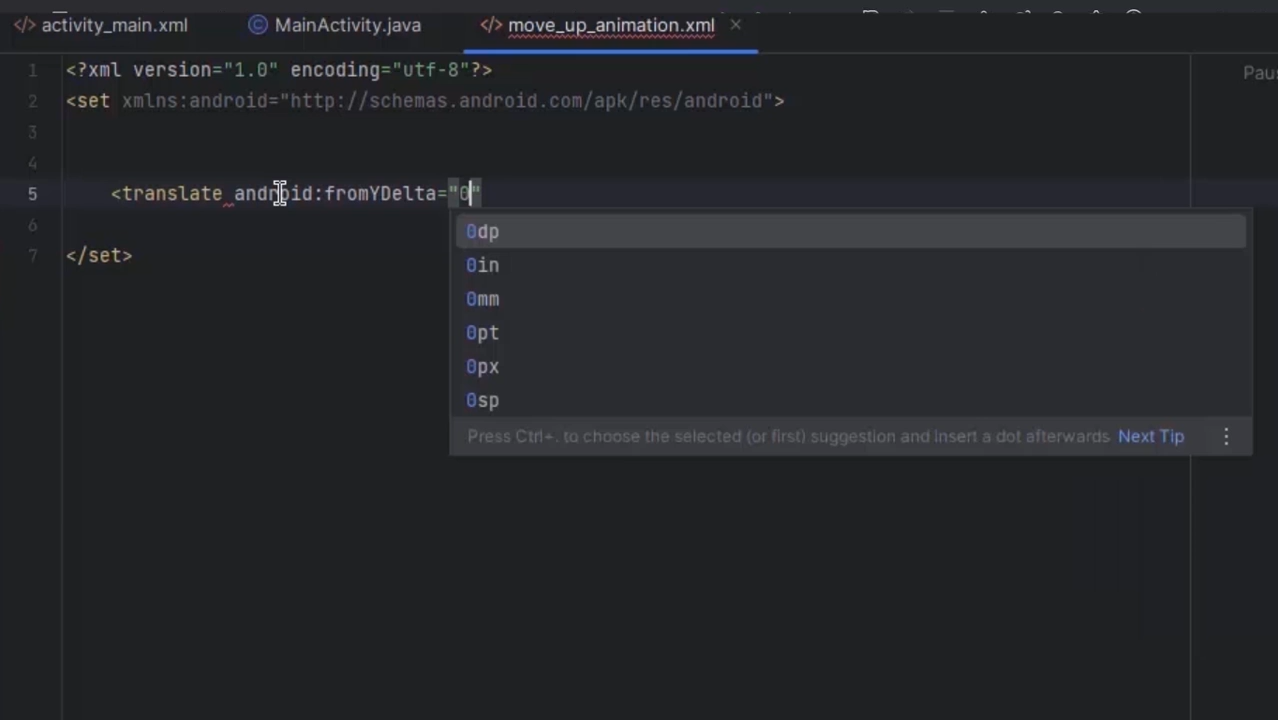 </> activity_main.xml © MainActivity.java </> move_up_animation.xml ×
Pau
1 <?xml version="1.0" encoding="utf-8"?>
2 <set xmlns:android="http://schemas.android.com/apk/res/android">
3
4
5 <translate android:fromYDelta="0"
6
7 </set>
0dp
0in
0mm
0pt
0px
0sp
Press Ctrl+. to choose the selected (or first) suggestion and insert a dot afterwards Next Tip